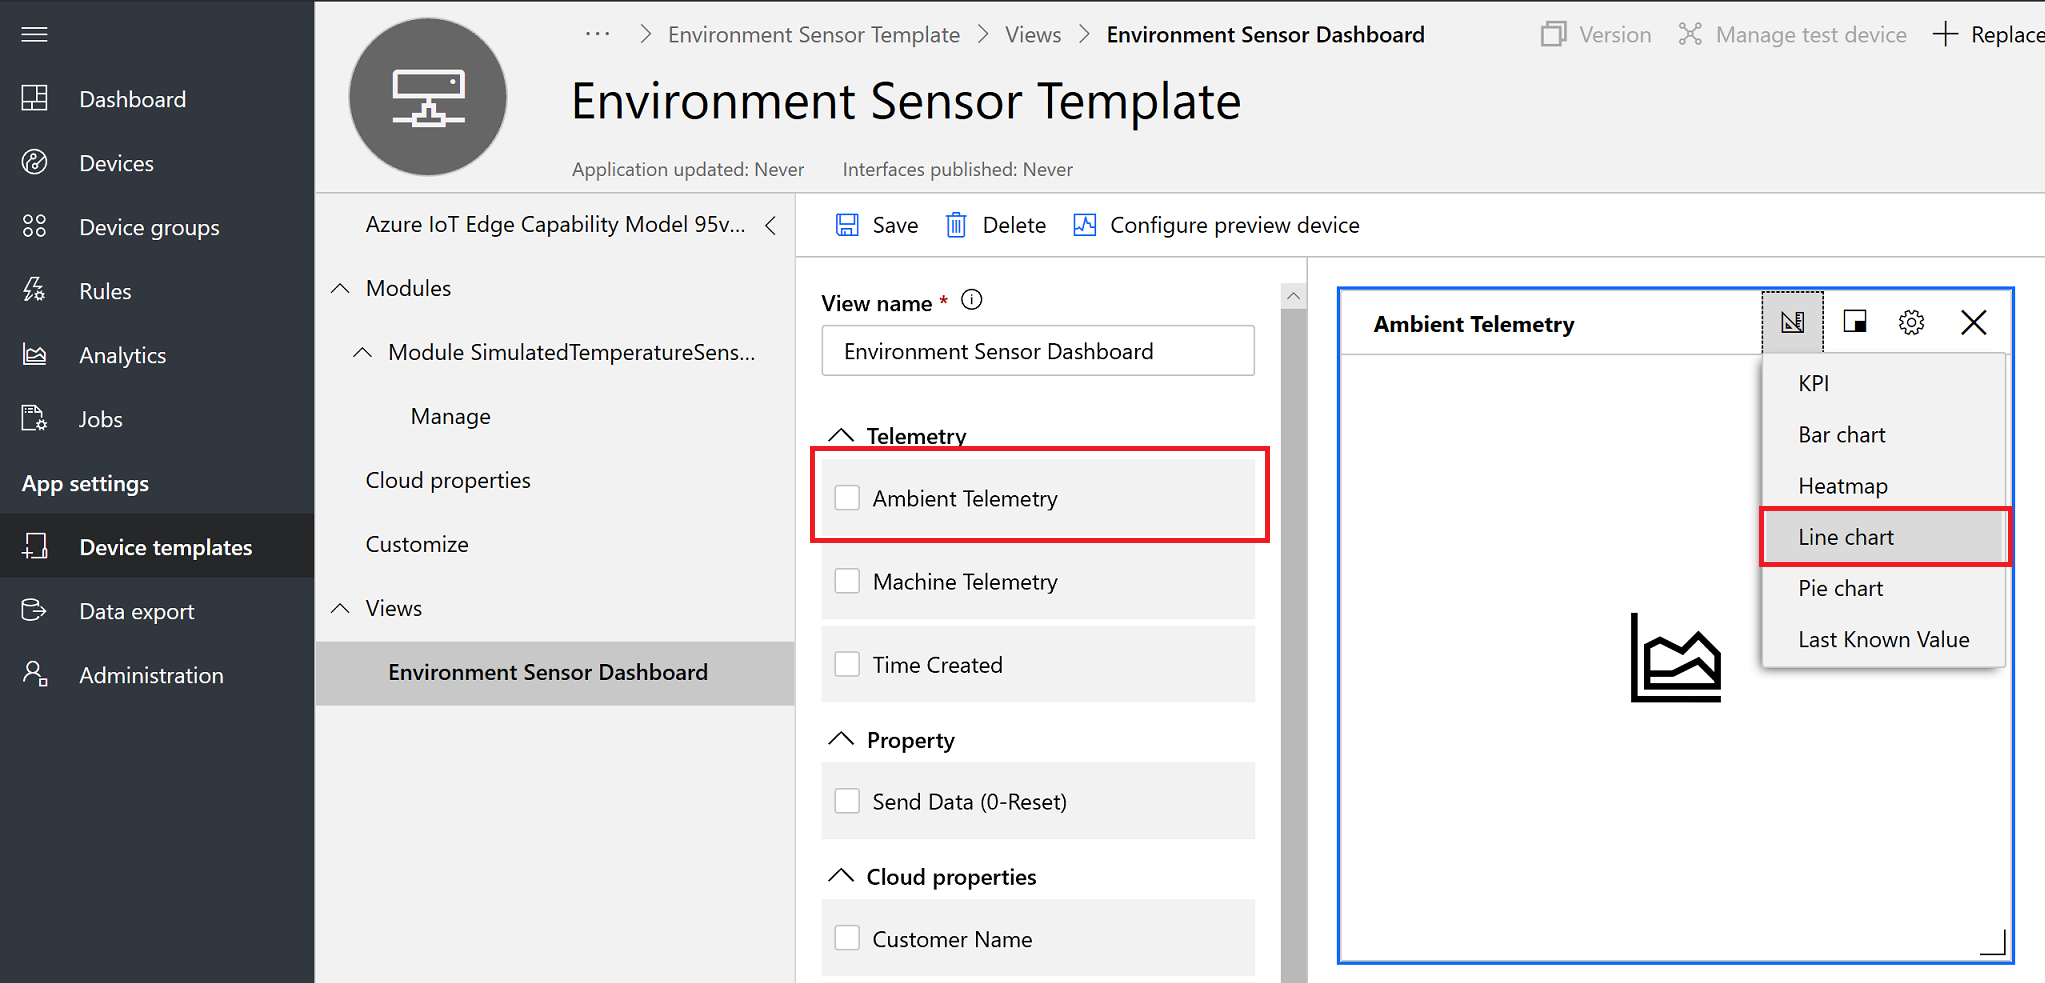 Dashboard
Devices
Device groups
Rules
Analytics
Jobs
App settings
Device templates
Data export
Administration
··· Environment Sensor Template Views Environment Sensor Dashboard
Version Manage test device Replace
Environment Sensor Template
Application updated: Never Interfaces published: Never
Azure IoT Edge Capability Model 95v...
Modules
Module SimulatedTemperatureSens...
Manage
Cloud properties
Customize
Views
Environment Sensor Dashboard
Save Delete Configure preview device
View name *
Environment Sensor Dashboard
Telemetry
Ambient Telemetry
Machine Telemetry
Time Created
Property
Send Data (0-Reset)
Cloud properties
Customer Name
Ambient Telemetry
KPI
Bar chart
Heatmap
Line chart
Pie chart
Last Known Value